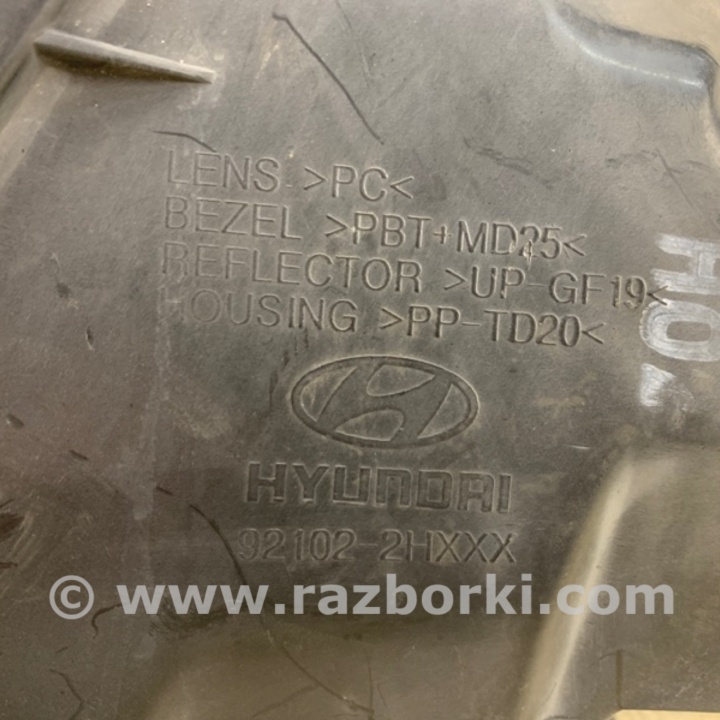 LENS >PC<
BEZEL >PBT+MD25<
REFLECTOR >UP-GF19<
HOUSING >PP-TD20<
HYUNDAI
92102-2HXXX
© www.razborki.com